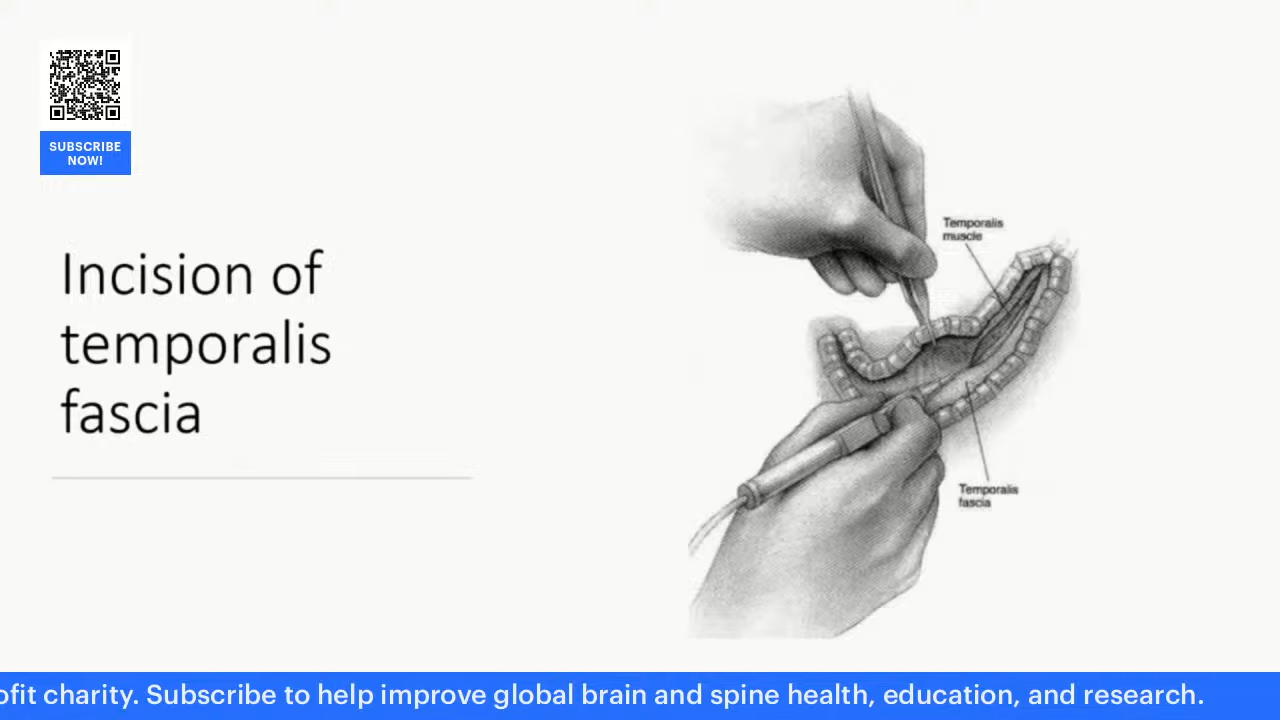 SUBSCRIBE
NOW!
Incision of
temporalis
fascia
Temporalis
muscle
Temporalis
fascia
ofit charity. Subscribe to help improve global brain and spine health, education, and research.